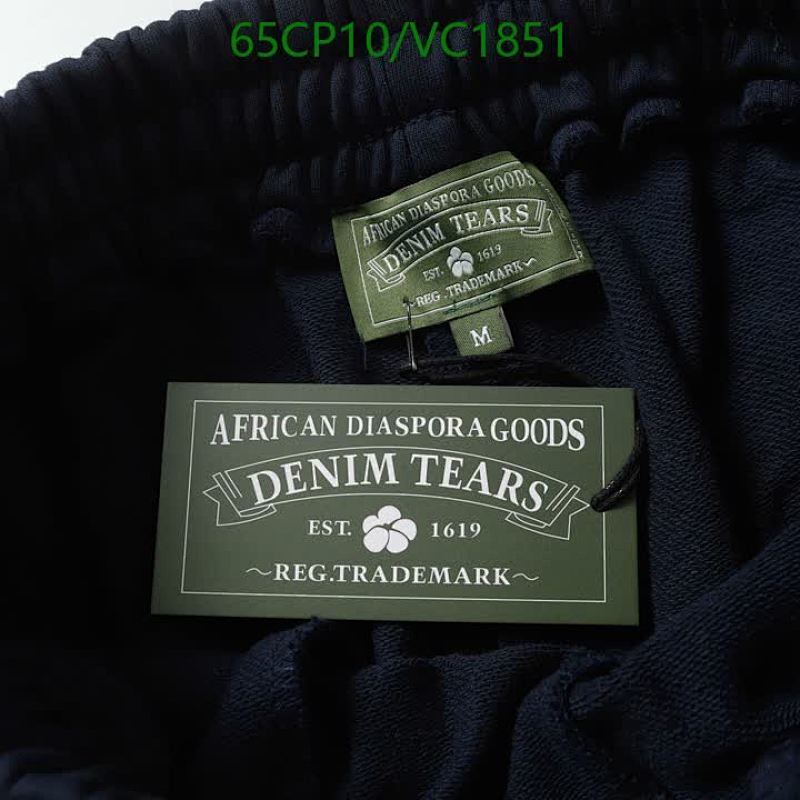 65CP10/VC1851
AFRICAN DIASPORA GOODS
DENIM TEARS
EST. 1619
REG.TRADEMARK
M
AFRICAN DIASPORA GOODS
DENIM TEARS
EST. 1619
~REG.TRADEMARK~